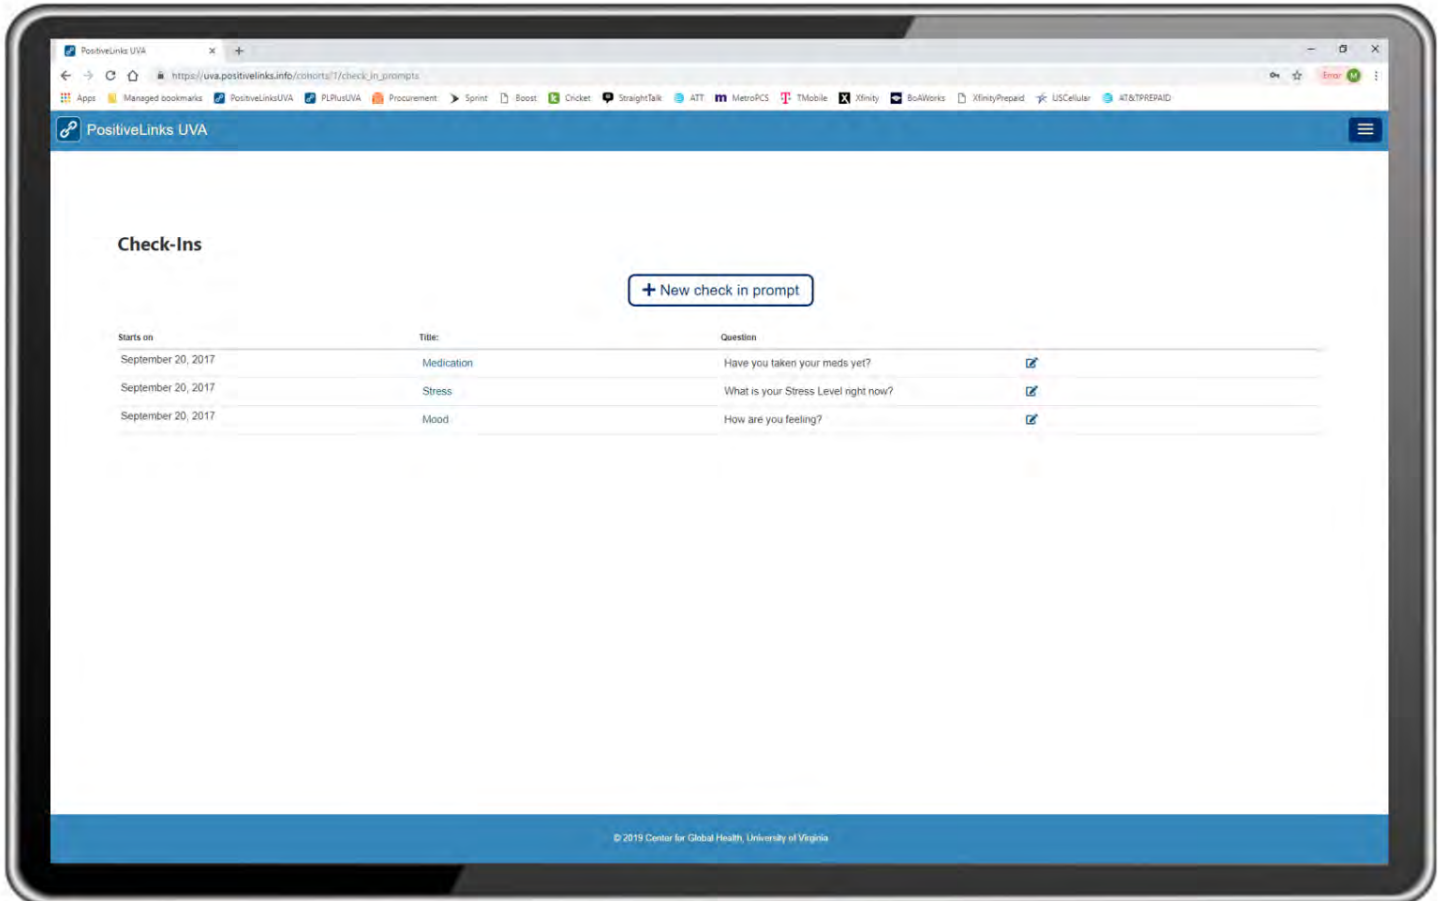 PositiveLinks UVA
https://uva.positivelinks.info/cohorts/1/check_in_prompts
Error M
Apps Managed bookmarks PositiveLinksUVA PLPlusUVA Procurement Sprint Boost Cricket StraightTalk ATT MetroPCS TMobile Xfinity BoAWorks XfinityPrepaid USCellular AT&TPREPAID
PositiveLinks UVA
Check-Ins
+ New check in prompt
Starts on Title: Question
September 20, 2017 Medication Have you taken your meds yet?
September 20, 2017 Stress What is your Stress Level right now?
September 20, 2017 Mood How are you feeling?
© 2019 Center for Global Health, University of Virginia